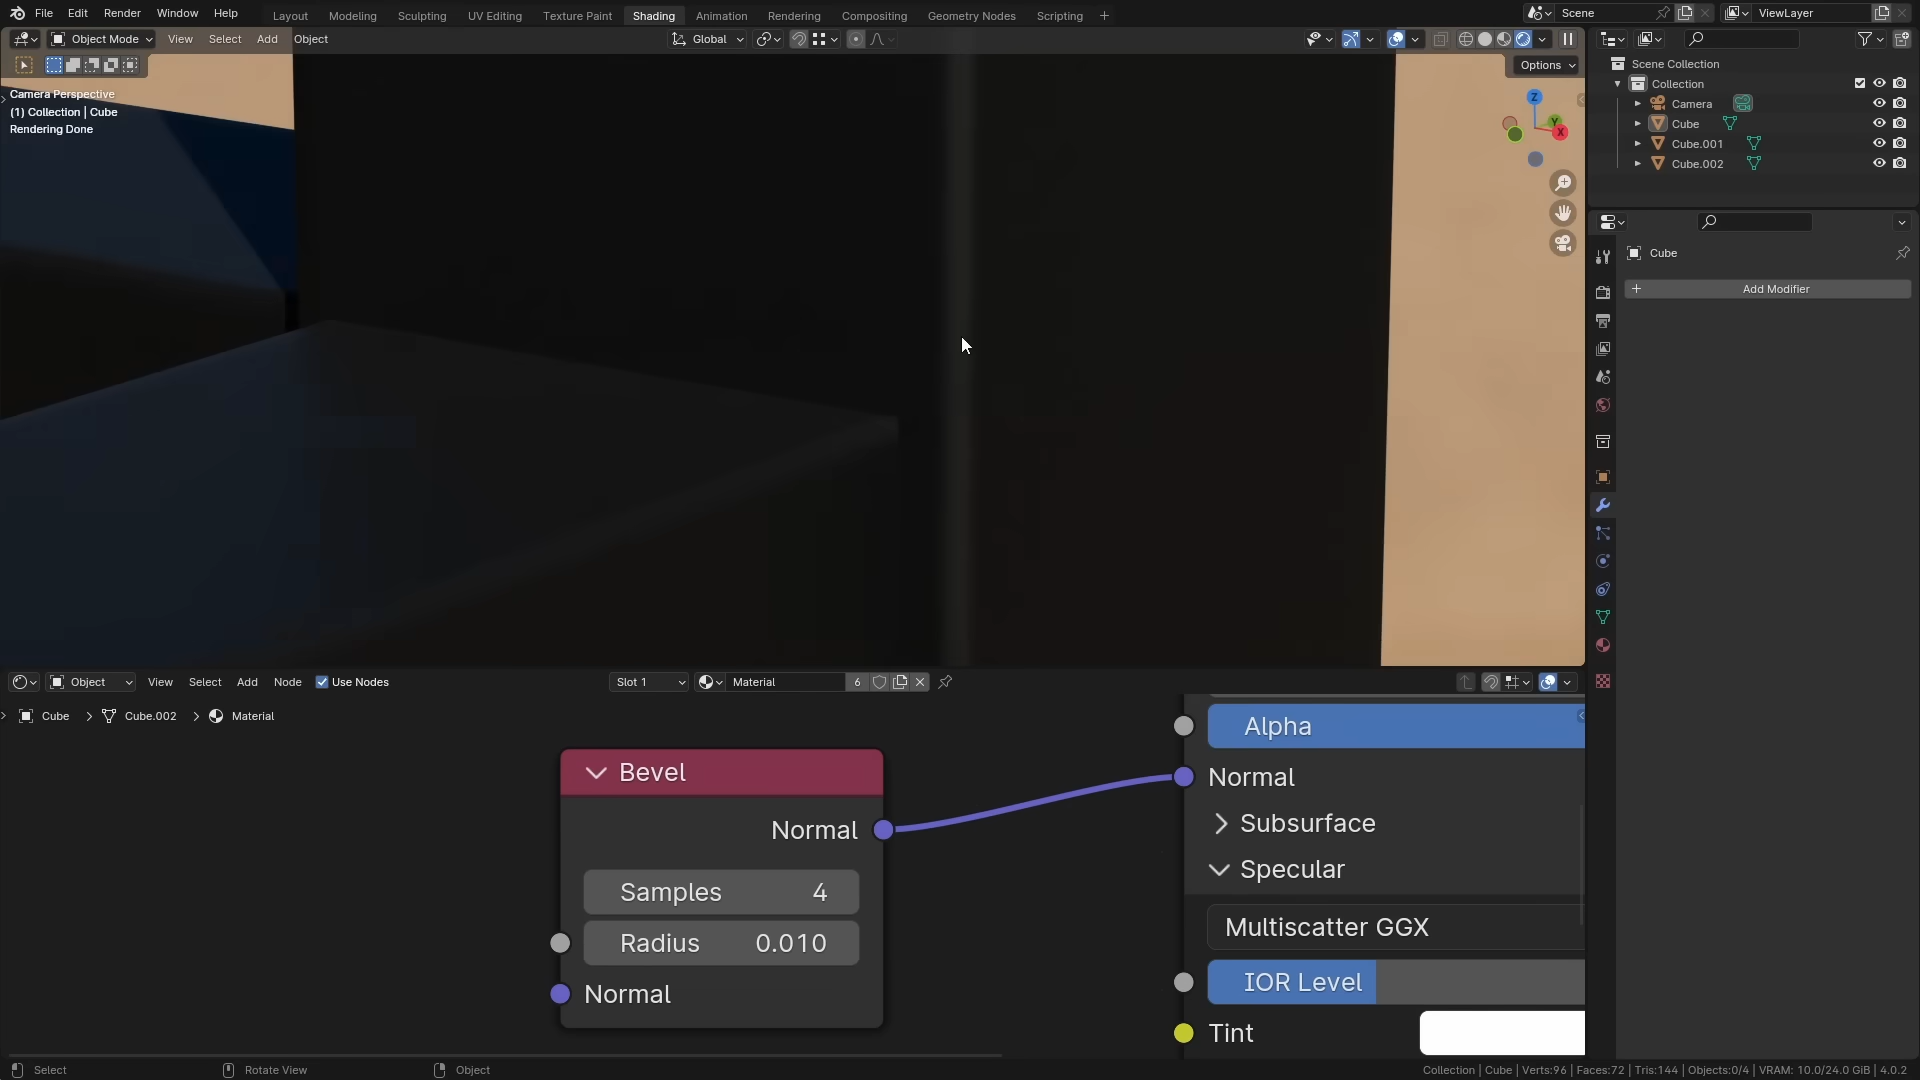 File Edit Render Window Help Layout Modeling Sculpting UV Editing Texture Paint Shading Animation Rendering Compositing Geometry Nodes Scripting + Scene ViewLayer
Object Mode View Select Add Object Global
Options
Camera Perspective
(1) Collection | Cube
Rendering Done
Z
Y
X
Scene Collection
Collection
Camera
Cube
Cube.001
Cube.002
Cube
+ Add Modifier
Object View Select Add Node Use Nodes Slot 1 Material 6
Cube > Cube.002 > Material
Bevel
Normal
Samples 4
Radius 0.010
Normal
Alpha
Normal
Subsurface
Specular
Multiscatter GGX
IOR Level
Tint
Select Rotate View Object Collection | Cube | Verts:96 | Faces:72 | Tris:144 | Objects:0/4 | VRAM: 10.0/24.0 GiB | 4.0.2